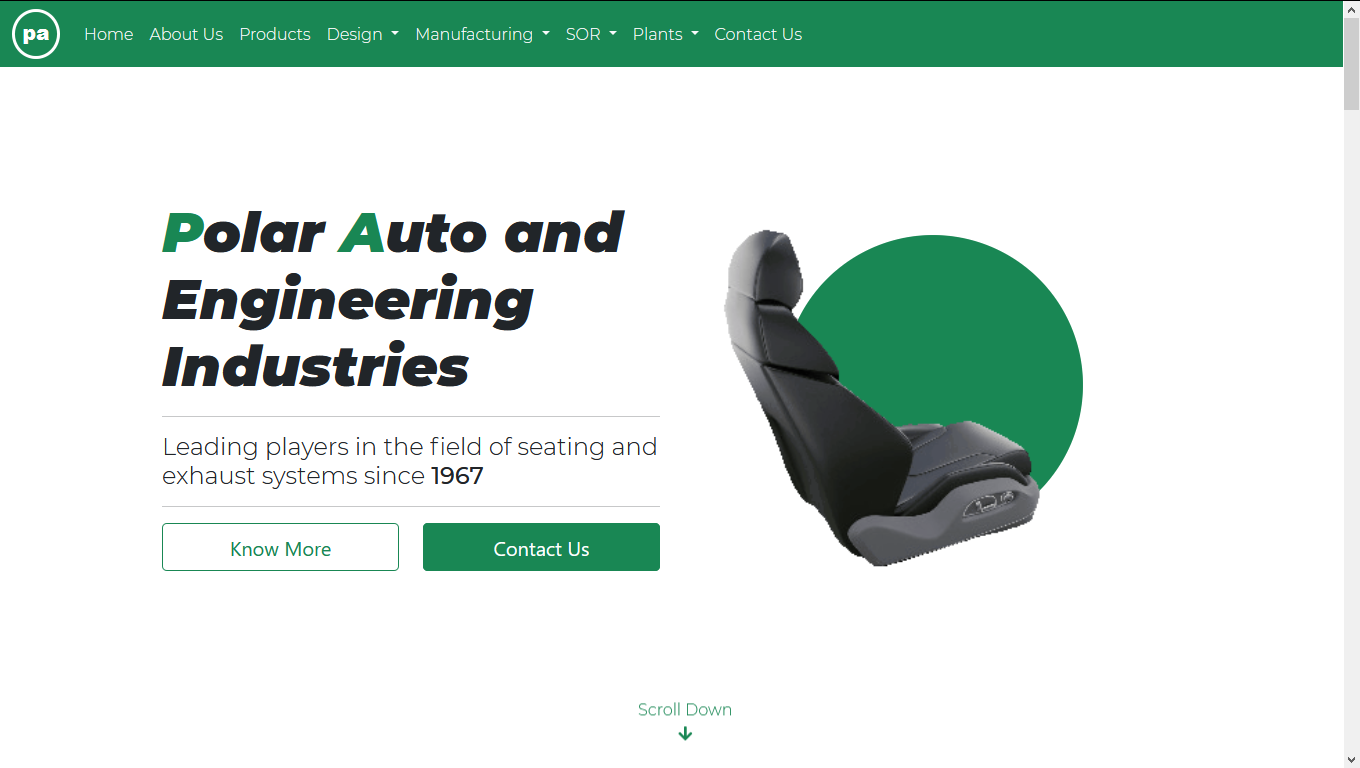 pa
Home About Us Products Design Manufacturing SOR Plants Contact Us
Polar Auto and
Engineering
Industries
Leading players in the field of seating and
exhaust systems since 1967
Know More Contact Us
Scroll Down